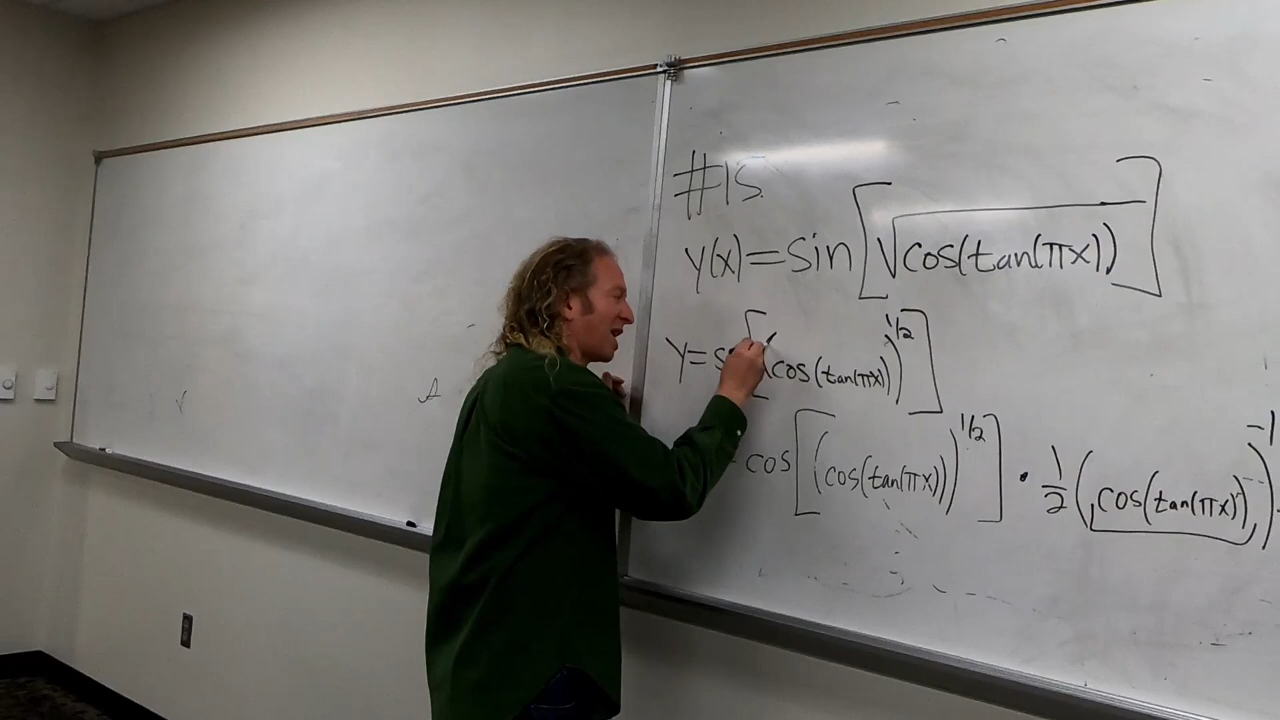 #15
y(x)=sin[√cos(tan(πx))]
y=s[(cos(tan(πx)))^1/2]
cos[(cos(tan(πx)))^1/2] · 1/2(cos(tan(πx)))^-1